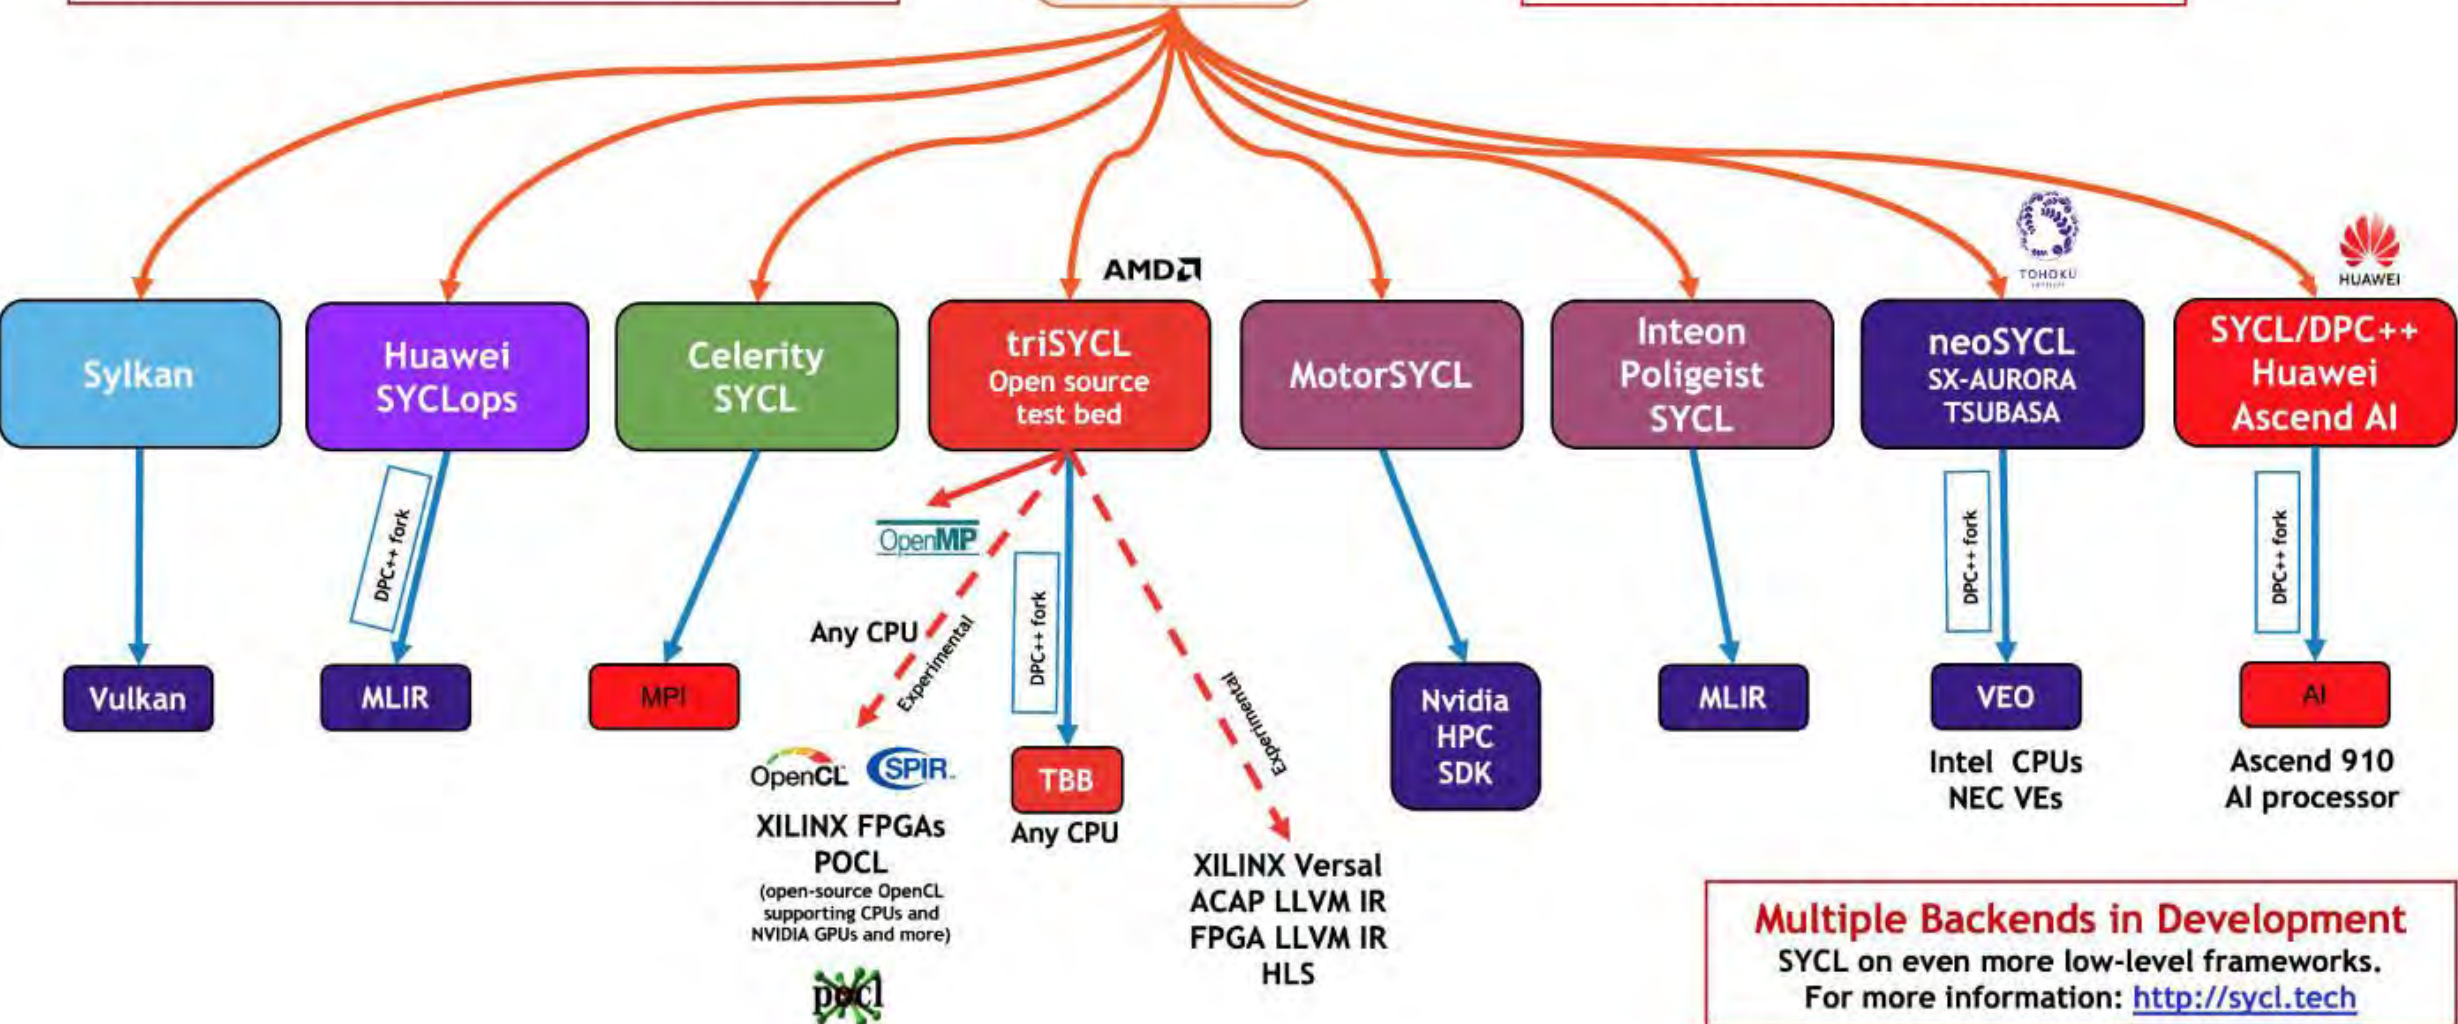 AMD
TOHOKU
HUAWEI
Sylkan
Huawei
SYCLops
Celerity
SYCL
triSYCL
Open source
test bed
MotorSYCL
Inteon
Poligeist
SYCL
neoSYCL
SX-AURORA
TSUBASA
SYCL/DPC++
Huawei
Ascend AI
DPC++ fork
OpenMP
Any CPU
Experimental
DPC++ fork
Experimental
DPC++ fork
DPC++ fork
Vulkan
MLIR
MPI
OpenCL
SPIR
XILINX FPGAs
POCL
(open-source OpenCL
supporting CPUs and
NVIDIA GPUs and more)
pocl
TBB
Any CPU
XILINX Versal
ACAP LLVM IR
FPGA LLVM IR
HLS
Nvidia
HPC
SDK
MLIR
VEO
Intel CPUs
NEC VEs
AI
Ascend 910
AI processor
Multiple Backends in Development
SYCL on even more low-level frameworks.
For more information: http://sycl.tech